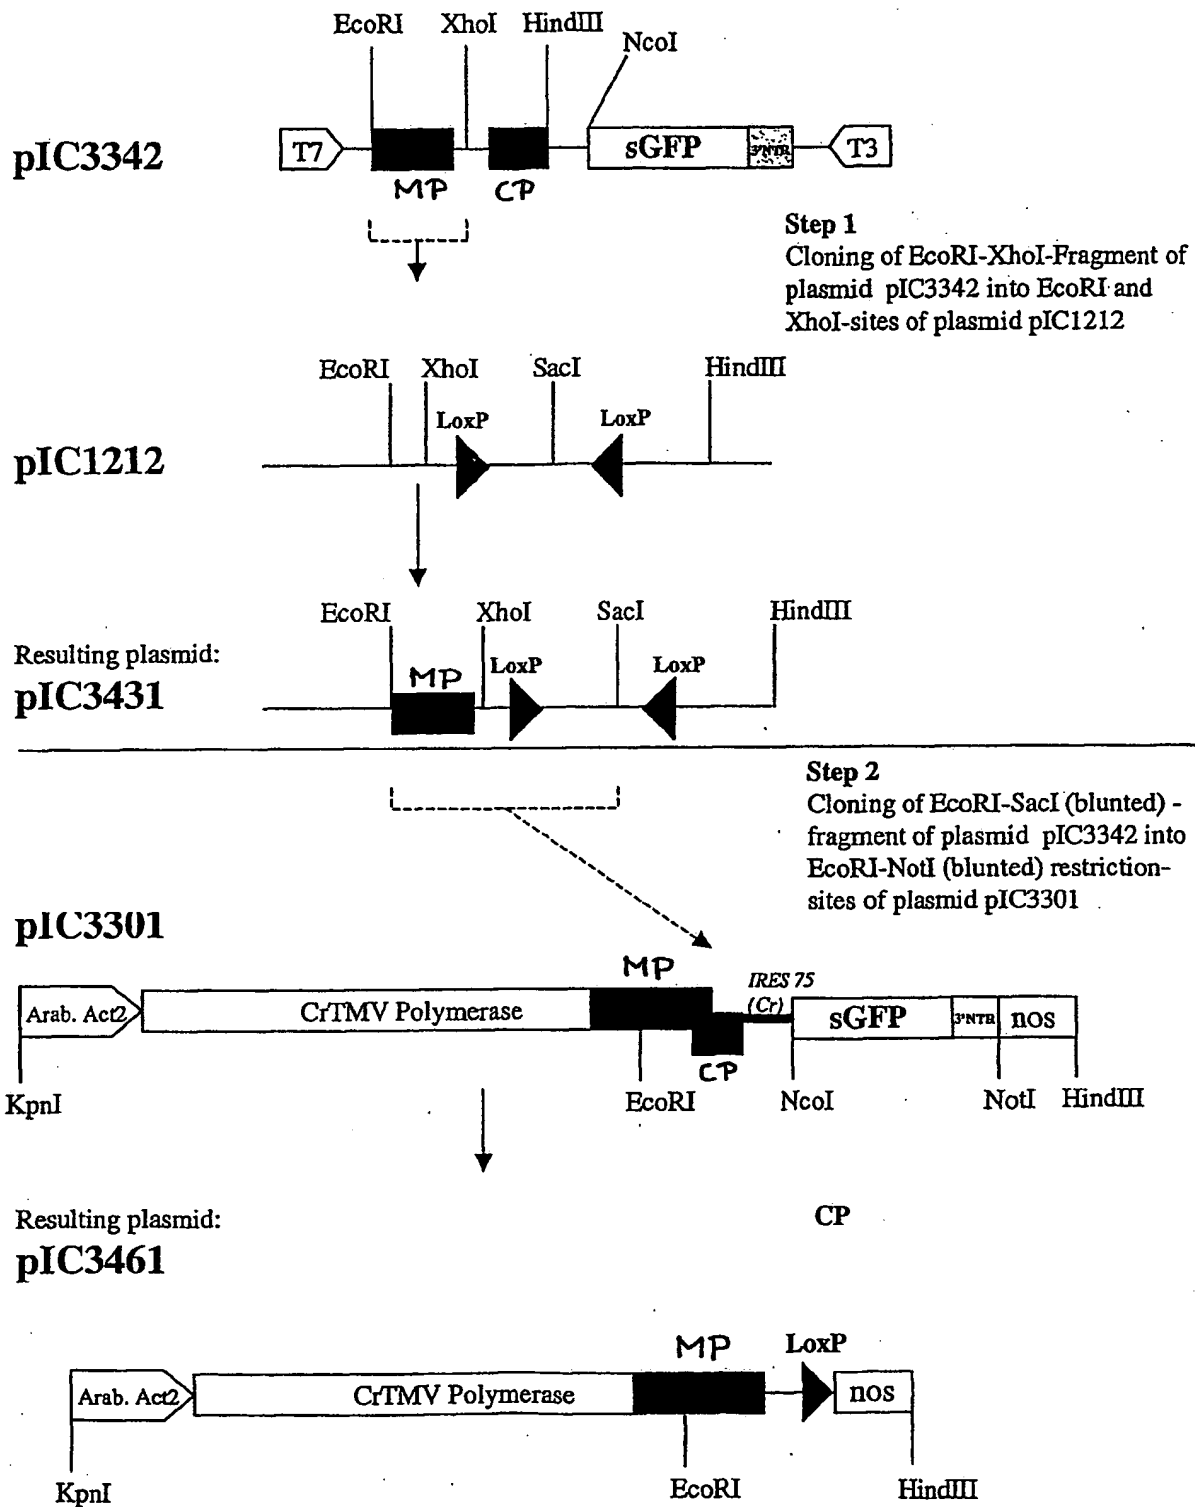 EcoRI XhoI HindIII
NcoI
pIC3342
T7 sGFP 3'NTR T3
MP CP
Step 1
Cloning of EcoRI-XhoI-Fragment of
plasmid pIC3342 into EcoRI and
XhoI-sites of plasmid pIC1212
EcoRI XhoI SacI HindIII
LoxP LoxP
pIC1212
EcoRI XhoI SacI HindIII
Resulting plasmid:
MP LoxP LoxP
pIC3431
Step 2
Cloning of EcoRI-SacI (blunted) -
fragment of plasmid pIC3342 into
EcoRI-NotI (blunted) restriction-
sites of plasmid pIC3301
pIC3301
MP IRES 75
(Cr)
Arab. Act2 CrTMV Polymerase sGFP 3'NTR nos
CP
KpnI EcoRI NcoI NotI HindIII
Resulting plasmid: CP
pIC3461
MP LoxP
Arab. Act2 CrTMV Polymerase nos
KpnI EcoRI HindIII